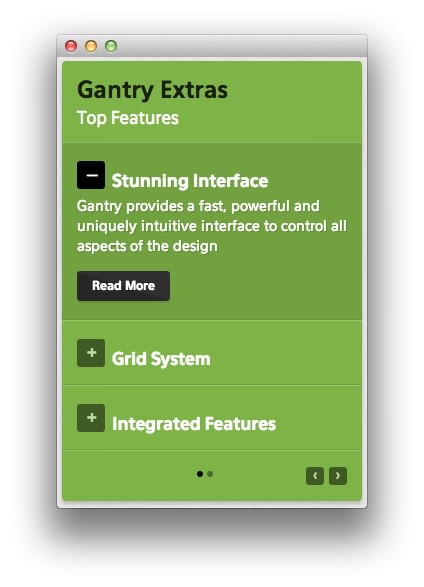 Gantry Extras
Top Features
Stunning Interface
Gantry provides a fast, powerful and
uniquely intuitive interface to control all
aspects of the design
Read More
Grid System
Integrated Features